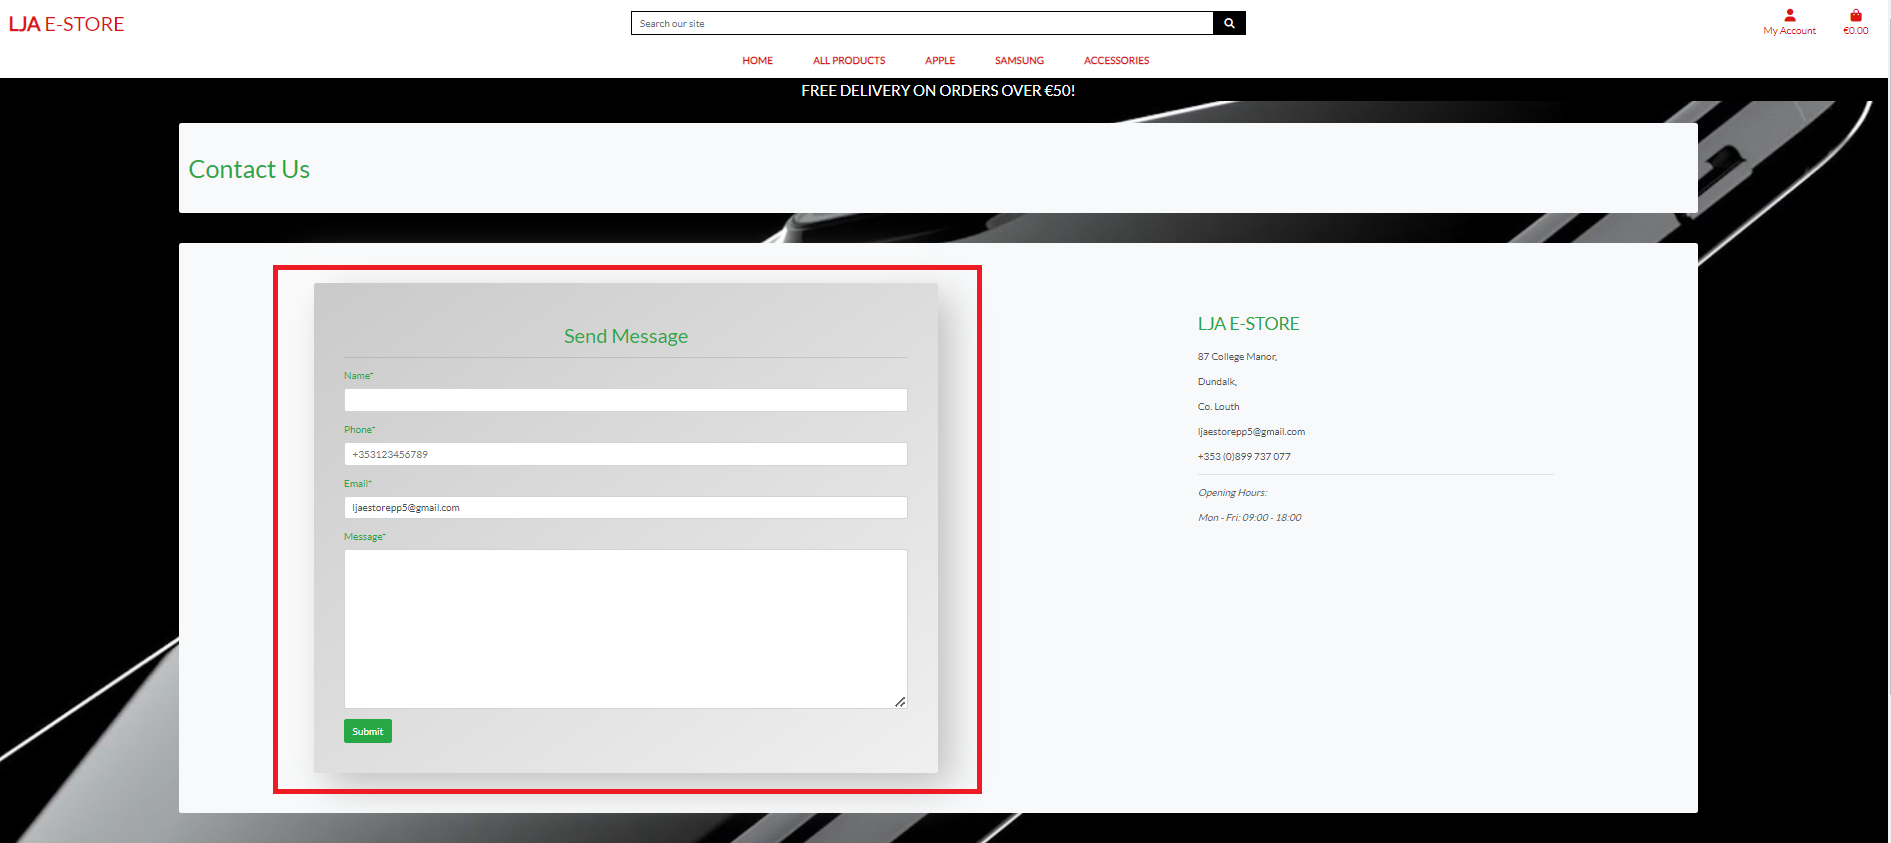 LJA E-STORE
Search our site
My Account
€0.00
HOME
ALL PRODUCTS
APPLE
SAMSUNG
ACCESSORIES
FREE DELIVERY ON ORDERS OVER €50!
Contact Us
Send Message
Name*
Phone*
+353123456789
Email*
ljaestorepp5@gmail.com
Message*
Submit
LJA E-STORE
87 College Manor,
Dundalk,
Co. Louth
ljaestorepp5@gmail.com
+353 (0)899 737 077
Opening Hours:
Mon - Fri: 09:00 - 18:00